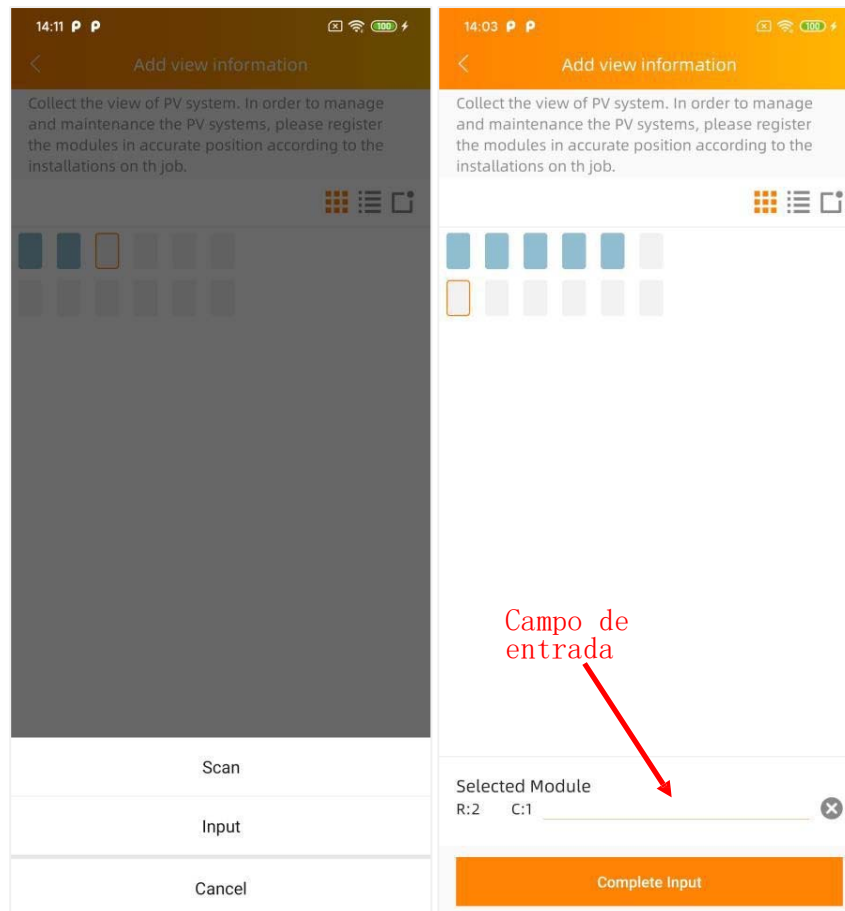 14:11 P P
100
Add view information
Collect the view of PV system. In order to manage
and maintenance the PV systems, please register
the modules in accurate position according to the
installations on th job.
Scan
Input
Cancel
14:03 P P
100
Add view information
Collect the view of PV system. In order to manage
and maintenance the PV systems, please register
the modules in accurate position according to the
installations on th job.
Campo de
entrada
Selected Module
R:2 C:1
Complete Input